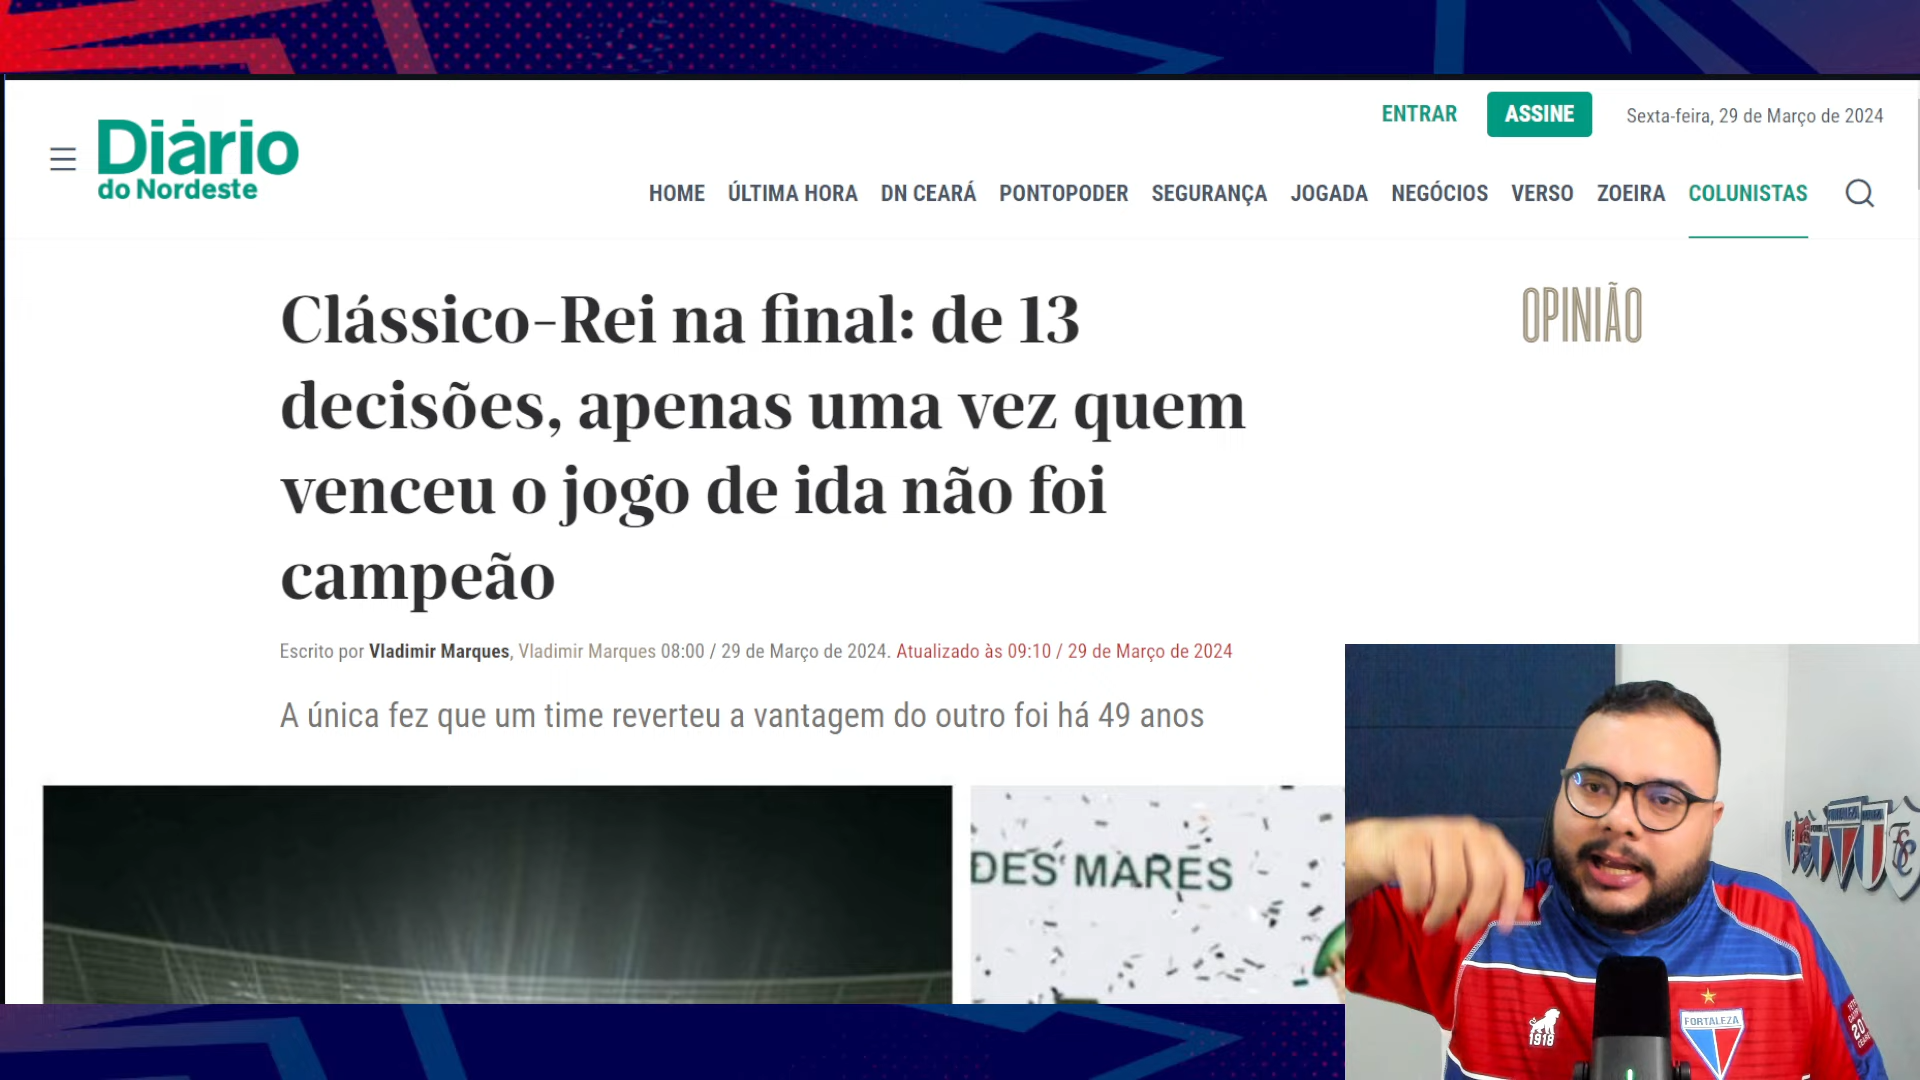 ENTRAR
ASSINE
Sexta-feira, 29 de Março de 2024
Diário
do Nordeste
HOME ÚLTIMA HORA DN CEARÁ PONTOPODER SEGURANÇA JOGADA NEGÓCIOS VERSO ZOEIRA COLUNISTAS
Clássico-Rei na final: de 13
decisões, apenas uma vez quem
venceu o jogo de ida não foi
campeão
OPINIÃO
Escrito por Vladimir Marques, Vladimir Marques 08:00 / 29 de Março de 2024. Atualizado às 09:10 / 29 de Março de 2024
A única fez que um time reverteu a vantagem do outro foi há 49 anos
DES MARES
FORTALEZA
1918
FORTALEZA